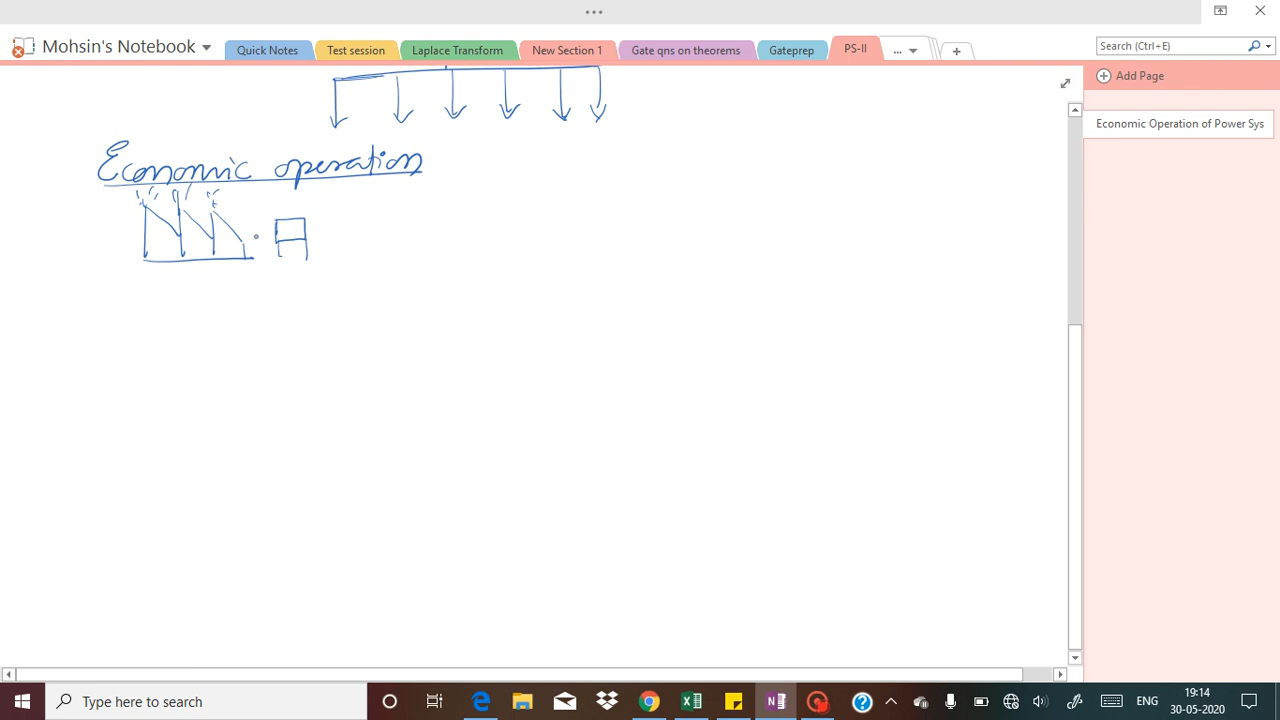 Mohsin's Notebook
Quick Notes
Test session
Laplace Transform
New Section 1
Gate qns on theorems
Gateprep
PS-II
...
Search (Ctrl+E)
Add Page
Economic Operation of Power Sys
Economic operation
Type here to search
ENG
19:14
30-05-2020